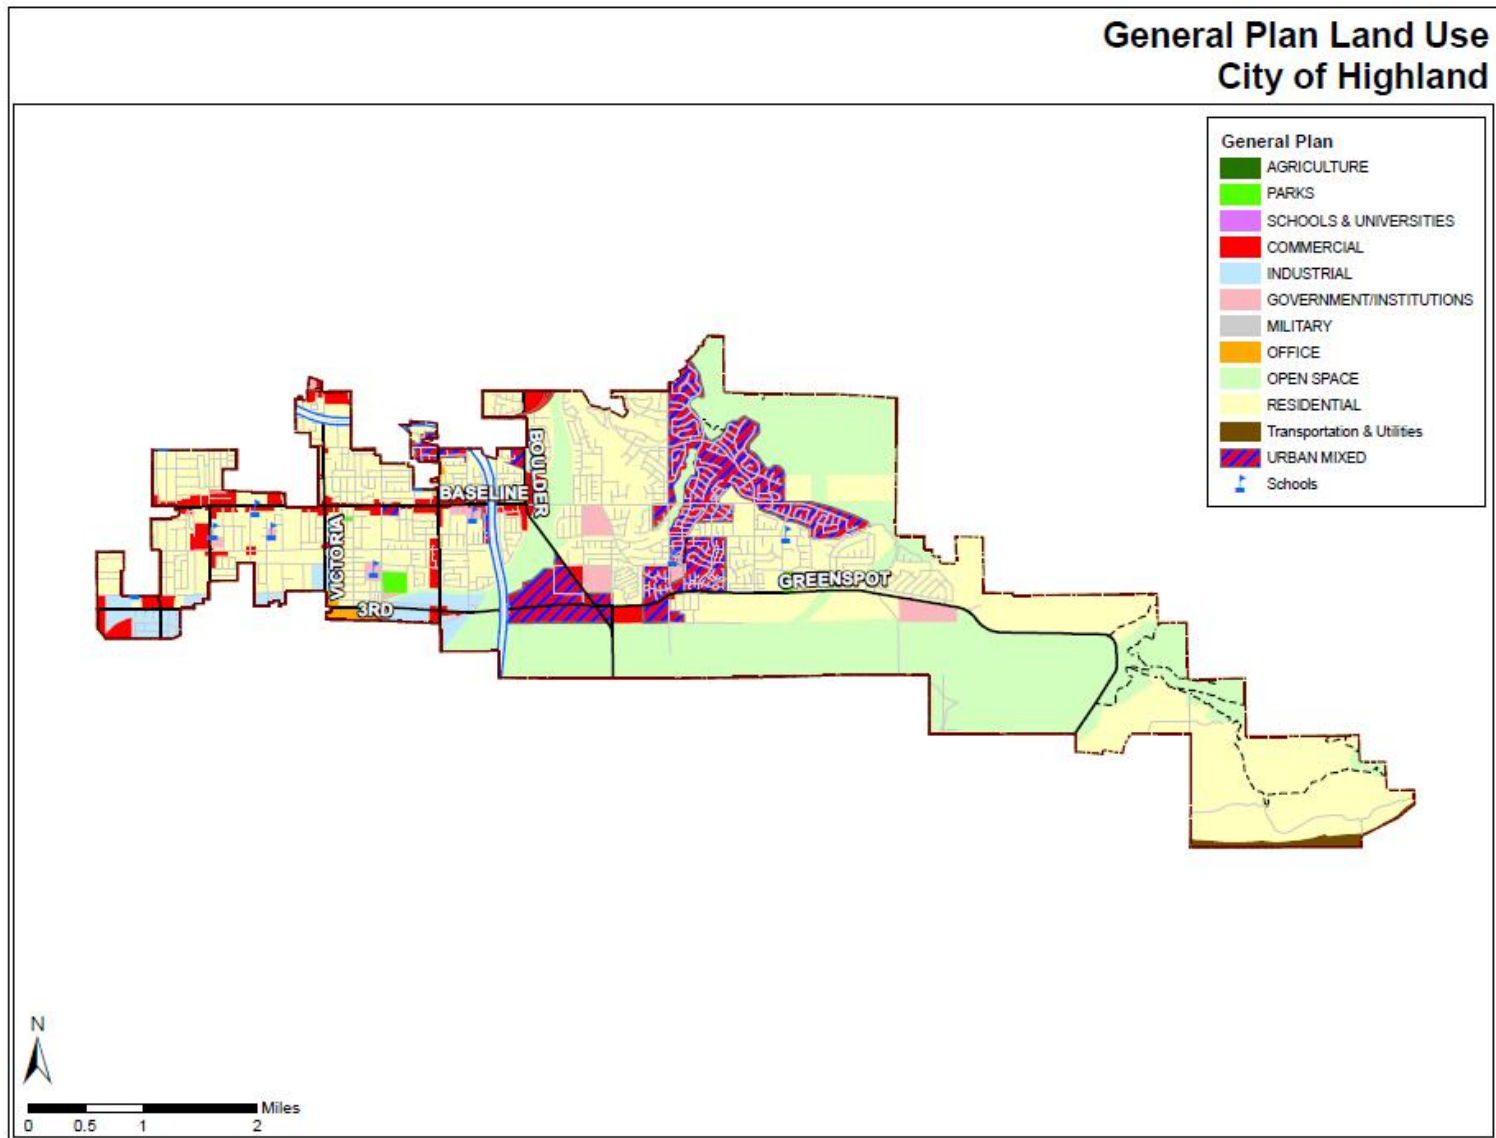 General Plan Land Use
City of Highland
General Plan
AGRICULTURE
PARKS
SCHOOLS & UNIVERSITIES
COMMERCIAL
INDUSTRIAL
GOVERNMENT/INSTITUTIONS
MILITARY
OFFICE
OPEN SPACE
RESIDENTIAL
Transportation & Utilities
URBAN MIXED
Schools
BOULDER
BASELINE
VICTORIA
GREENSPOT
3RD
N
Miles
0 0.5 1 2